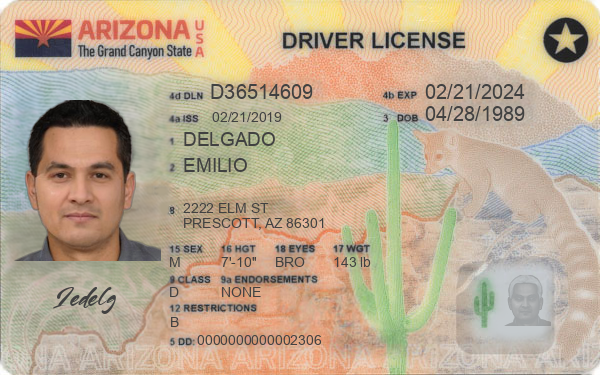 ARIZONA USA
The Grand Canyon State
DRIVER LICENSE
4d DLN D36514609 4b EXP 02/21/2024
4a ISS 02/21/2019 3 DOB 04/28/1989
1 DELGADO
2 EMILIO
8 2222 ELM ST
PRESCOTT, AZ 86301
15 SEX 16 HGT 18 EYES 17 WGT
M 7'-10" BRO 143 lb
9 CLASS 9a ENDORSEMENTS
D NONE
12 RESTRICTIONS
B
5 DD: 0000000000002306
ARIZONA ARIZONA ARIZONA ARIZONA